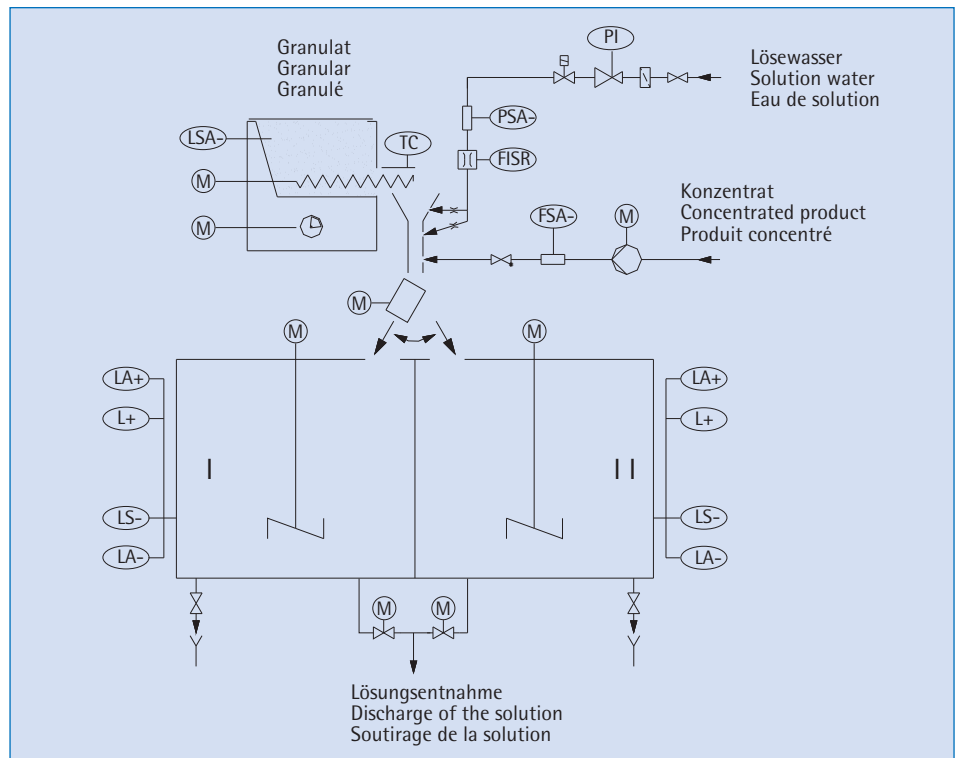 Granulat
Granular
Granulé
PI
Lösewasser
Solution water
Eau de solution
LSA-
TC
PSA-
FISR
M
M
Konzentrat
Concentrated product
Produit concentré
FSA-
M
M
M
M
LA+
L+
LS-
LA-
I
II
LA+
L+
LS-
LA-
M
M
Lösungsentnahme
Discharge of the solution
Soutirage de la solution